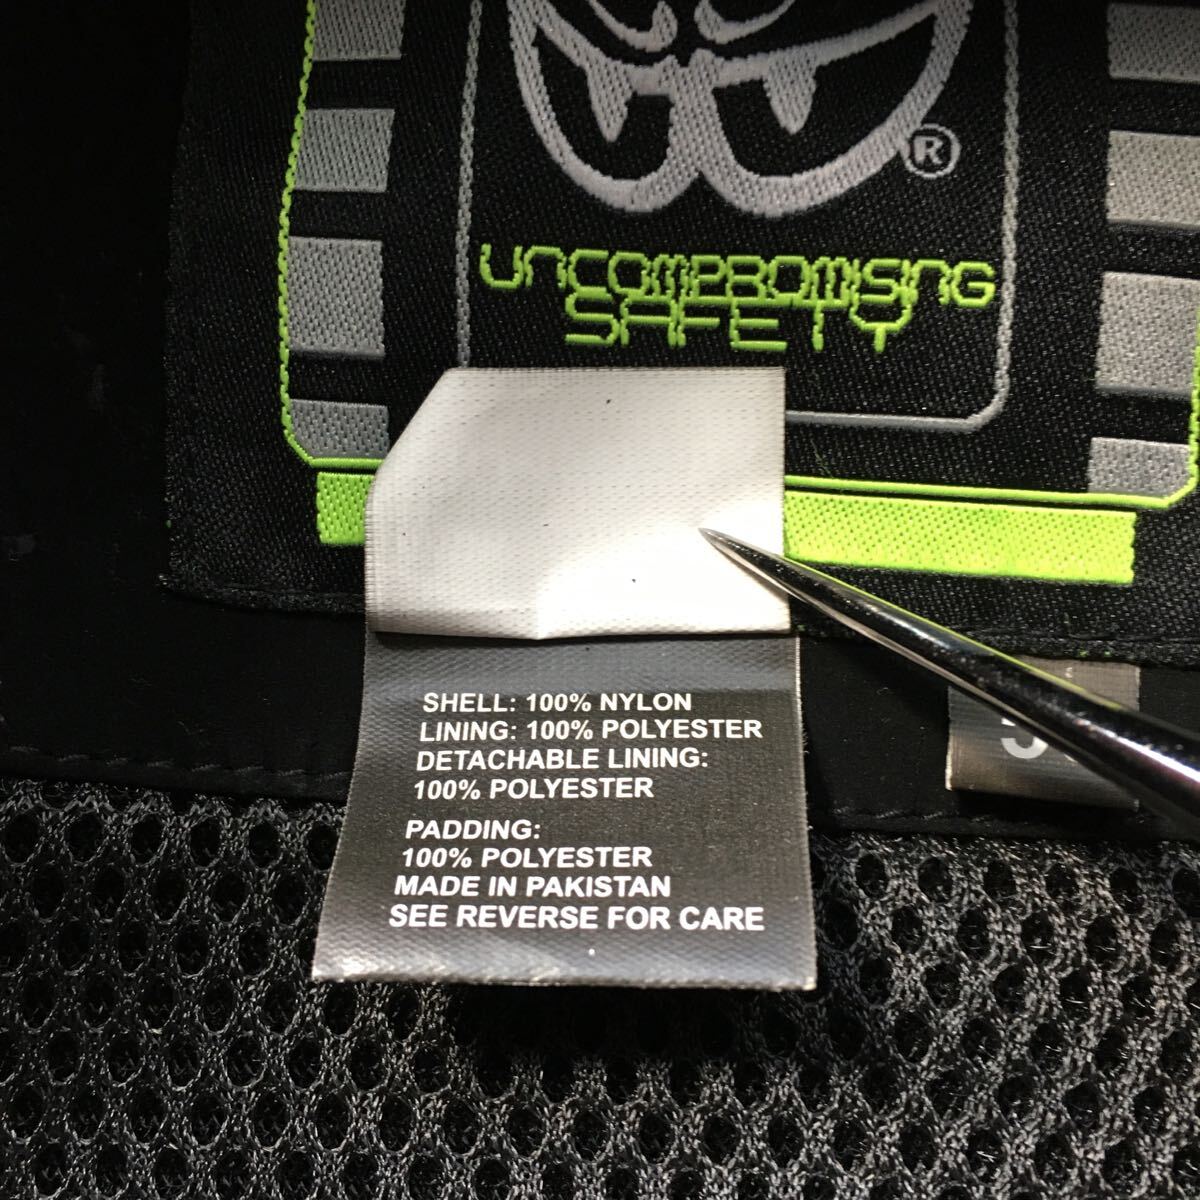 ®
UNCOMPROMISING
SAFETY
SHELL: 100% NYLON
LINING: 100% POLYESTER
DETACHABLE LINING:
100% POLYESTER
PADDING:
100% POLYESTER
MADE IN PAKISTAN
SEE REVERSE FOR CARE